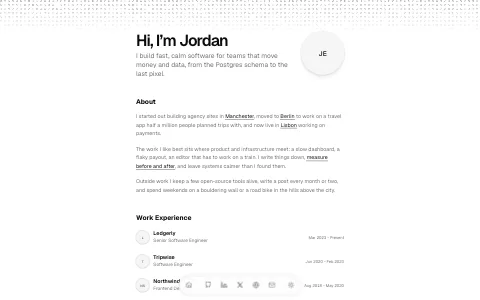 Hi, I'm Jordan
I build fast, calm software for teams that move
money and data, from the Postgres schema to the
last pixel.
JE
About
I started out building agency sites in Manchester, moved to Berlin to work on a travel
app half a million people planned trips with, and now live in Lisbon working on
payments.
The work I like best site where product and infrastructure meet: a slow dashboard, a
flaky payout, an editor that has to work on a train. I write things down, measure
before and after, and leave systems calmer than I found them.
Outside work I keep a few open-source tools alive, write a post every month or two,
and spend weekends on a bouldering wall or a road bike in the hills above the city.
Work Experience
Ledgerly
Senior Software Engineer
Mar 2023 - Present
Tripwise
Software Engineer
Jun 2020 - Feb 2023
Northwind
Frontend De
Aug 2018 - May 2020